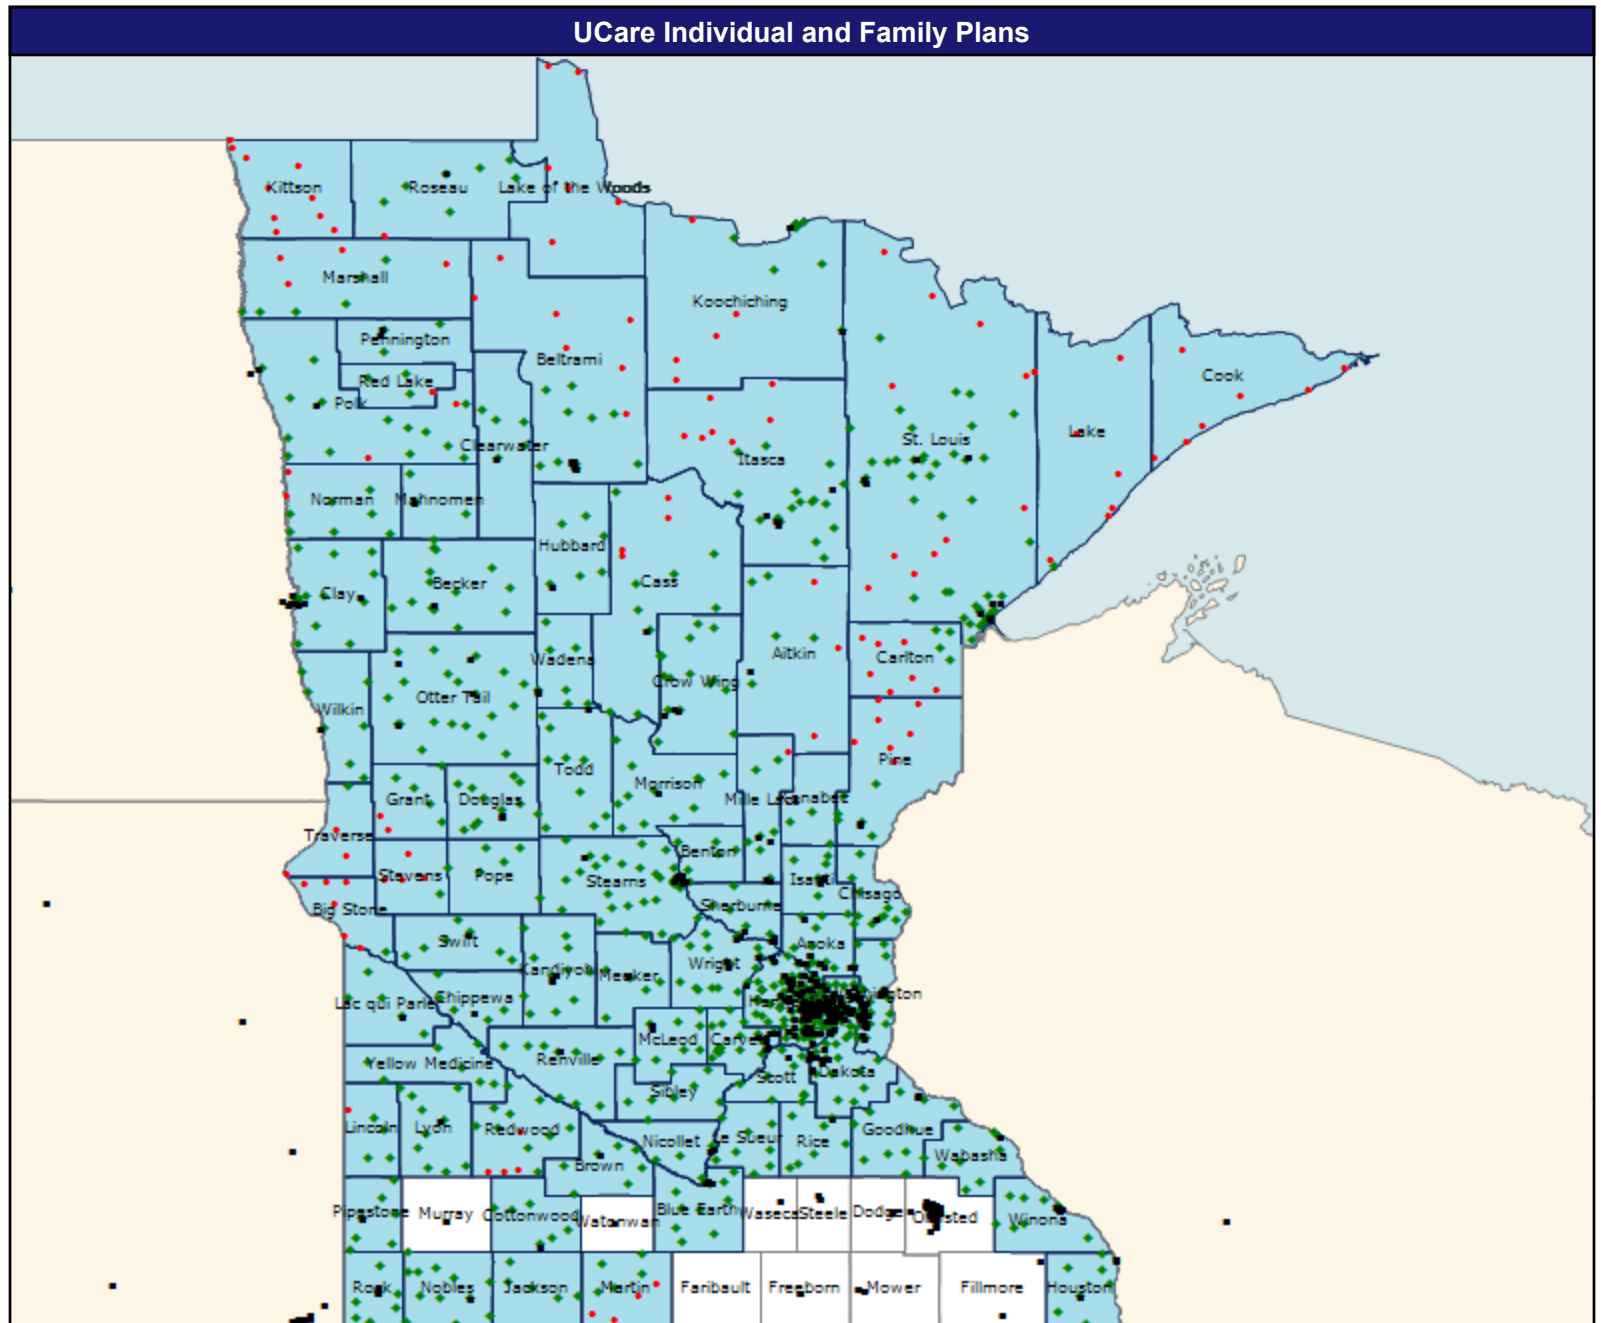 UCare Individual and Family Plans
Kittson
Roseau
Lake of the Woods
Marshall
Koochiching
Pennington
Beltrami
Red Lake
Polk
Cook
Clearwater
St. Louis
Lake
Itasca
Norman
Mahnomen
Hubbard
Clay
Becker
Cass
Wadena
Aitkin
Carlton
Crow Wing
Otter Tail
Wilkin
Pine
Todd
Morrison
Grant
Douglas
Mille Lacs
Kanabec
Traverse
Benton
Stevens
Pope
Stearns
Isanti
Chisago
Big Stone
Sherburne
Swift
Anoka
Wright
Kandiyohi
Meeker
Lac qui Parle
Chippewa
McLeod
Carver
Renville
Yellow Medicine
Scott
Dakota
Sibley
Lincoln
Lyon
Redwood
Nicollet
Le Sueur
Rice
Goodhue
Wabasha
Brown
Pipestone
Murray
Cottonwood
Watonwan
Blue Earth
Waseca
Steele
Dodge
Olmsted
Winona
Rock
Nobles
Jackson
Martin
Faribault
Freeborn
Mower
Fillmore
Houston